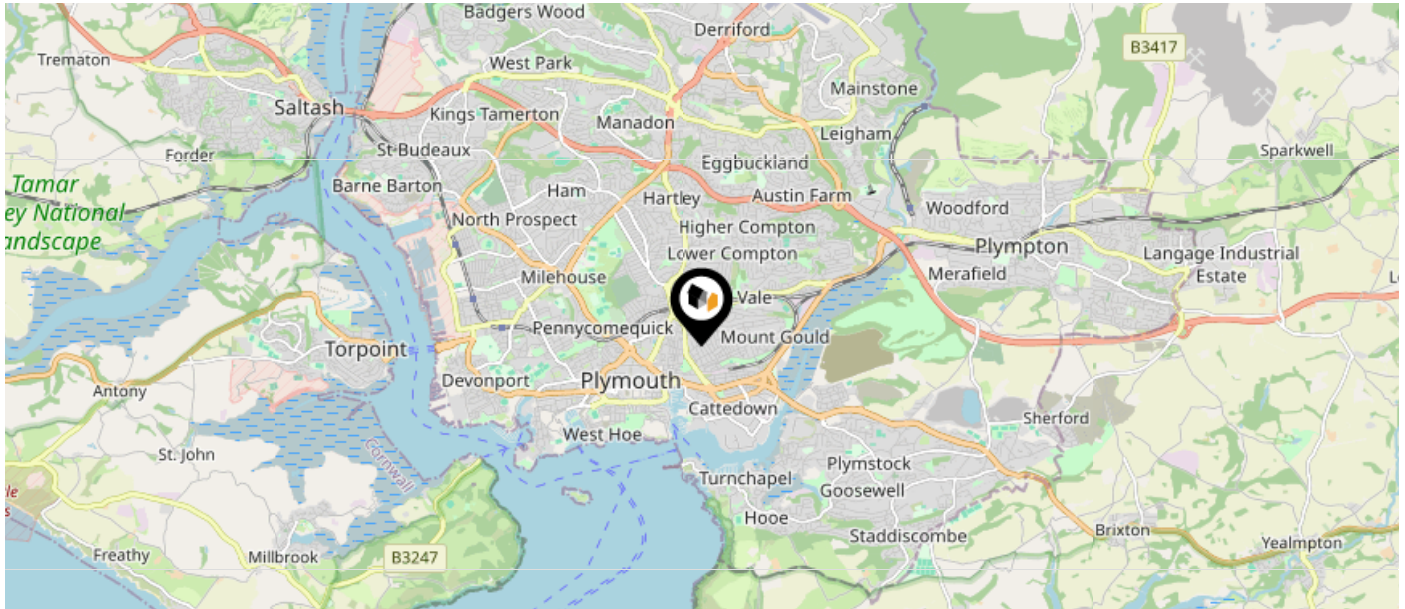 Badgers Wood
Derriford
B3417
Trematon
West Park
Mainstone
Saltash
Kings Tamerton
Manadon
Leigham
St Budeaux
Forder
Eggbuckland
Sparkwell
Tamar
ey National
andscape
Barne Barton
Ham
Hartley
Austin Farm
Woodford
North Prospect
Higher Compton
Plympton
Lower Compton
Langage Industrial
Estate
Milehouse
Merafield
Vale
Pennycomequick
Mount Gould
Torpoint
Devonport
Plymouth
Antony
Cattedown
Sherford
West Hoe
St. John
Cornwall
Plymstock
Turnchapel
Goosewell
Hooe
Staddiscombe
Brixton
Yealmpton
Freathy
Millbrook
B3247